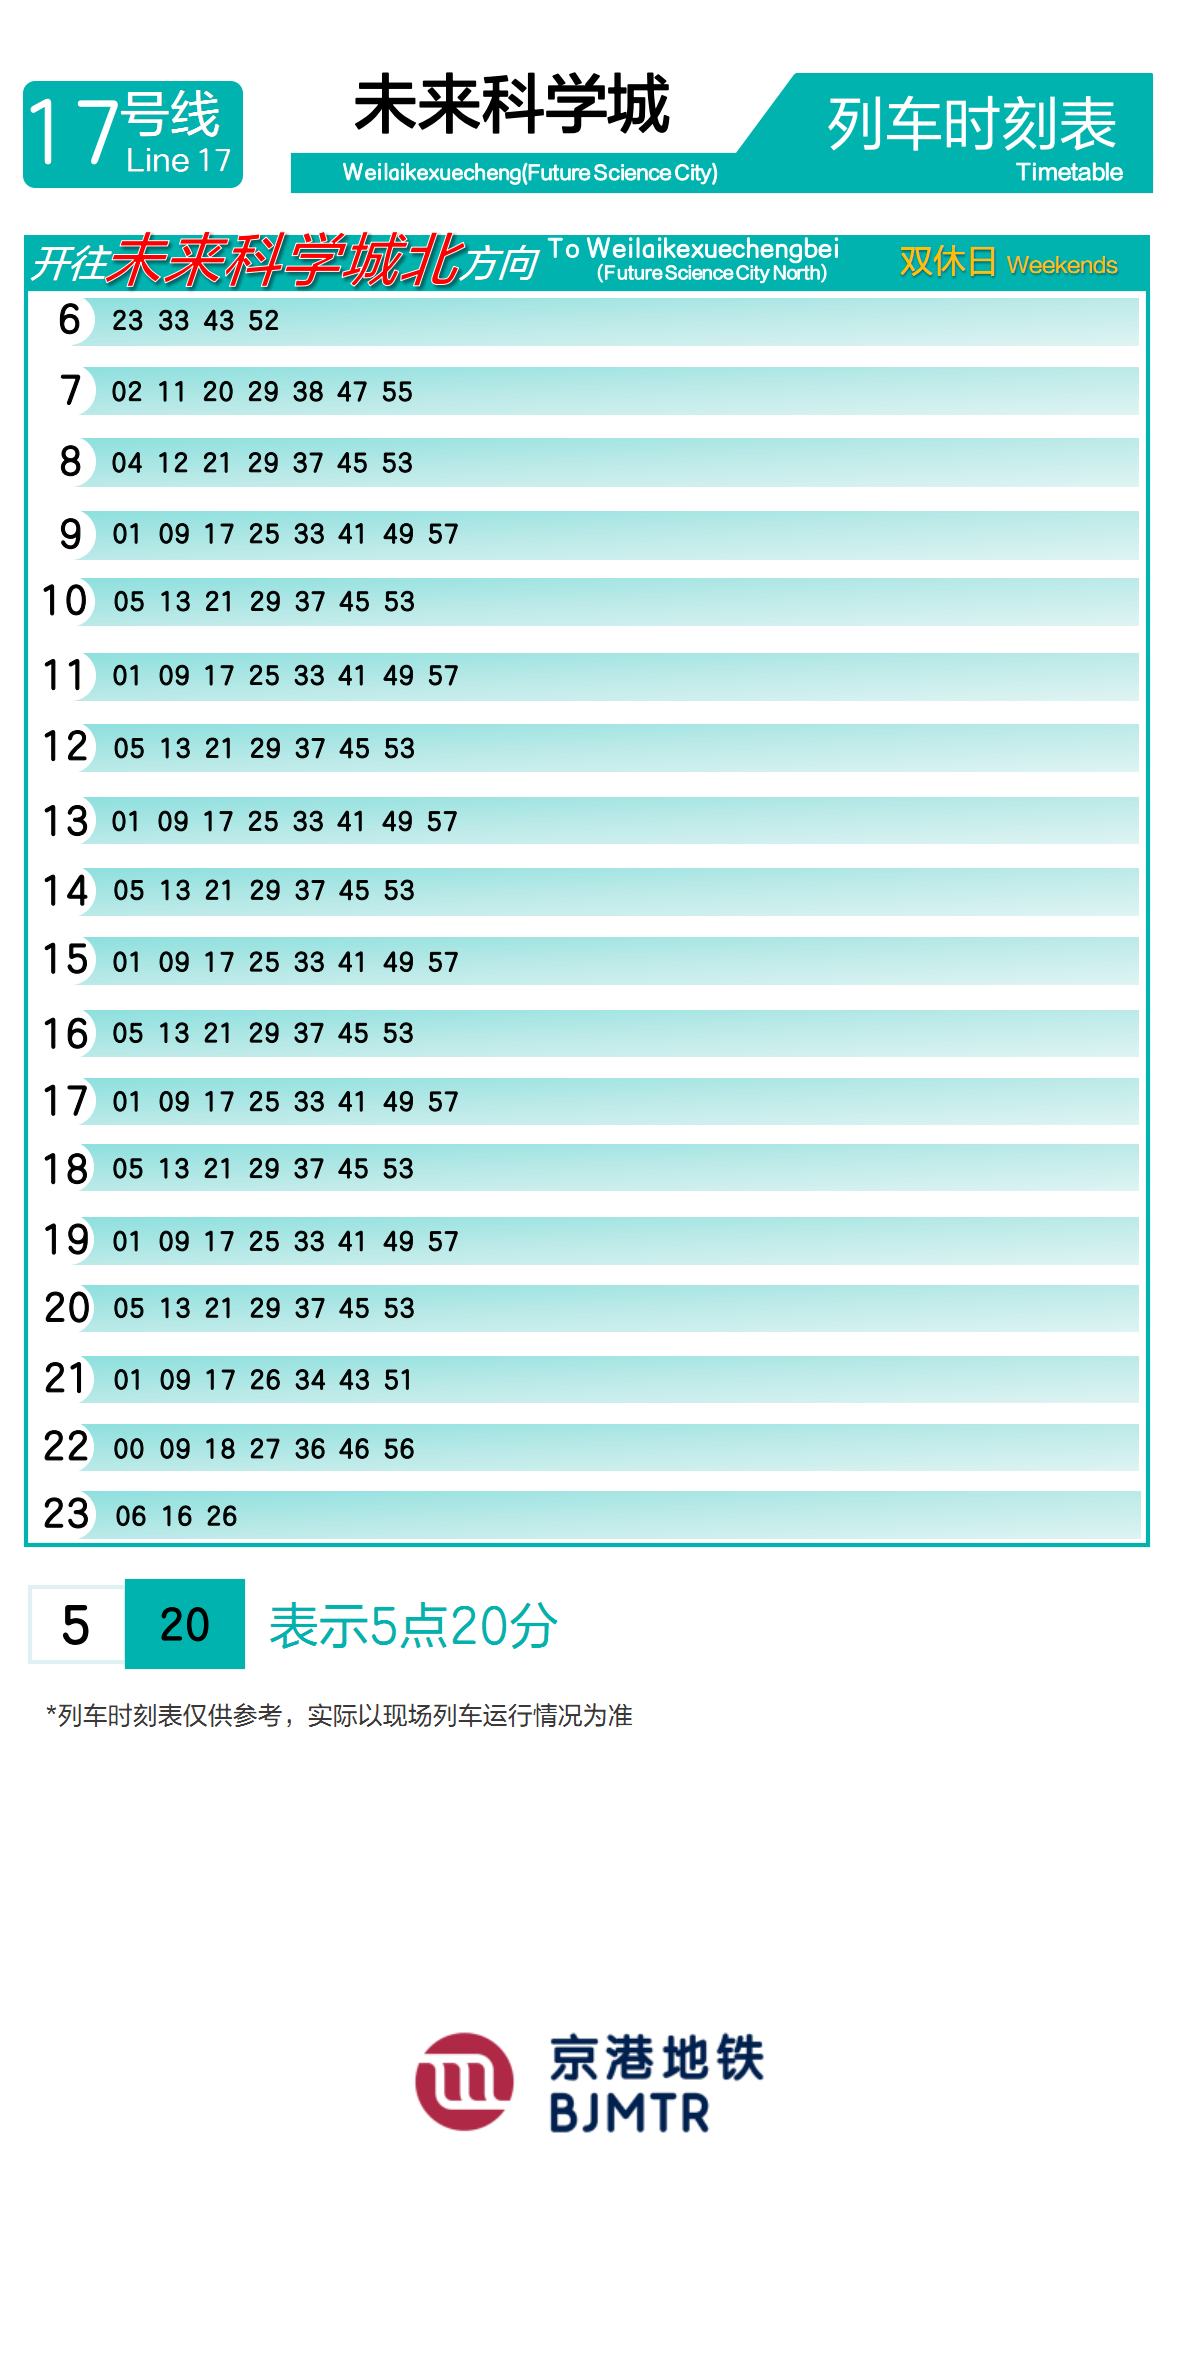 17号线
Line 17
未来科学城
Weilaikexuecheng(Future Science City)
列车时刻表
Timetable
开往未来科学城北方向
To Weilaikexuechengbei
(Future Science City North)
双休日 Weekends
6 23 33 43 52
7 02 11 20 29 38 47 55
8 04 12 21 29 37 45 53
9 01 09 17 25 33 41 49 57
10 05 13 21 29 37 45 53
11 01 09 17 25 33 41 49 57
12 05 13 21 29 37 45 53
13 01 09 17 25 33 41 49 57
14 05 13 21 29 37 45 53
15 01 09 17 25 33 41 49 57
16 05 13 21 29 37 45 53
17 01 09 17 25 33 41 49 57
18 05 13 21 29 37 45 53
19 01 09 17 25 33 41 49 57
20 05 13 21 29 37 45 53
21 01 09 17 26 34 43 51
22 00 09 18 27 36 46 56
23 06 16 26
5 20 表示5点20分
*列车时刻表仅供参考，实际以现场列车运行情况为准
京港地铁
BJMTR